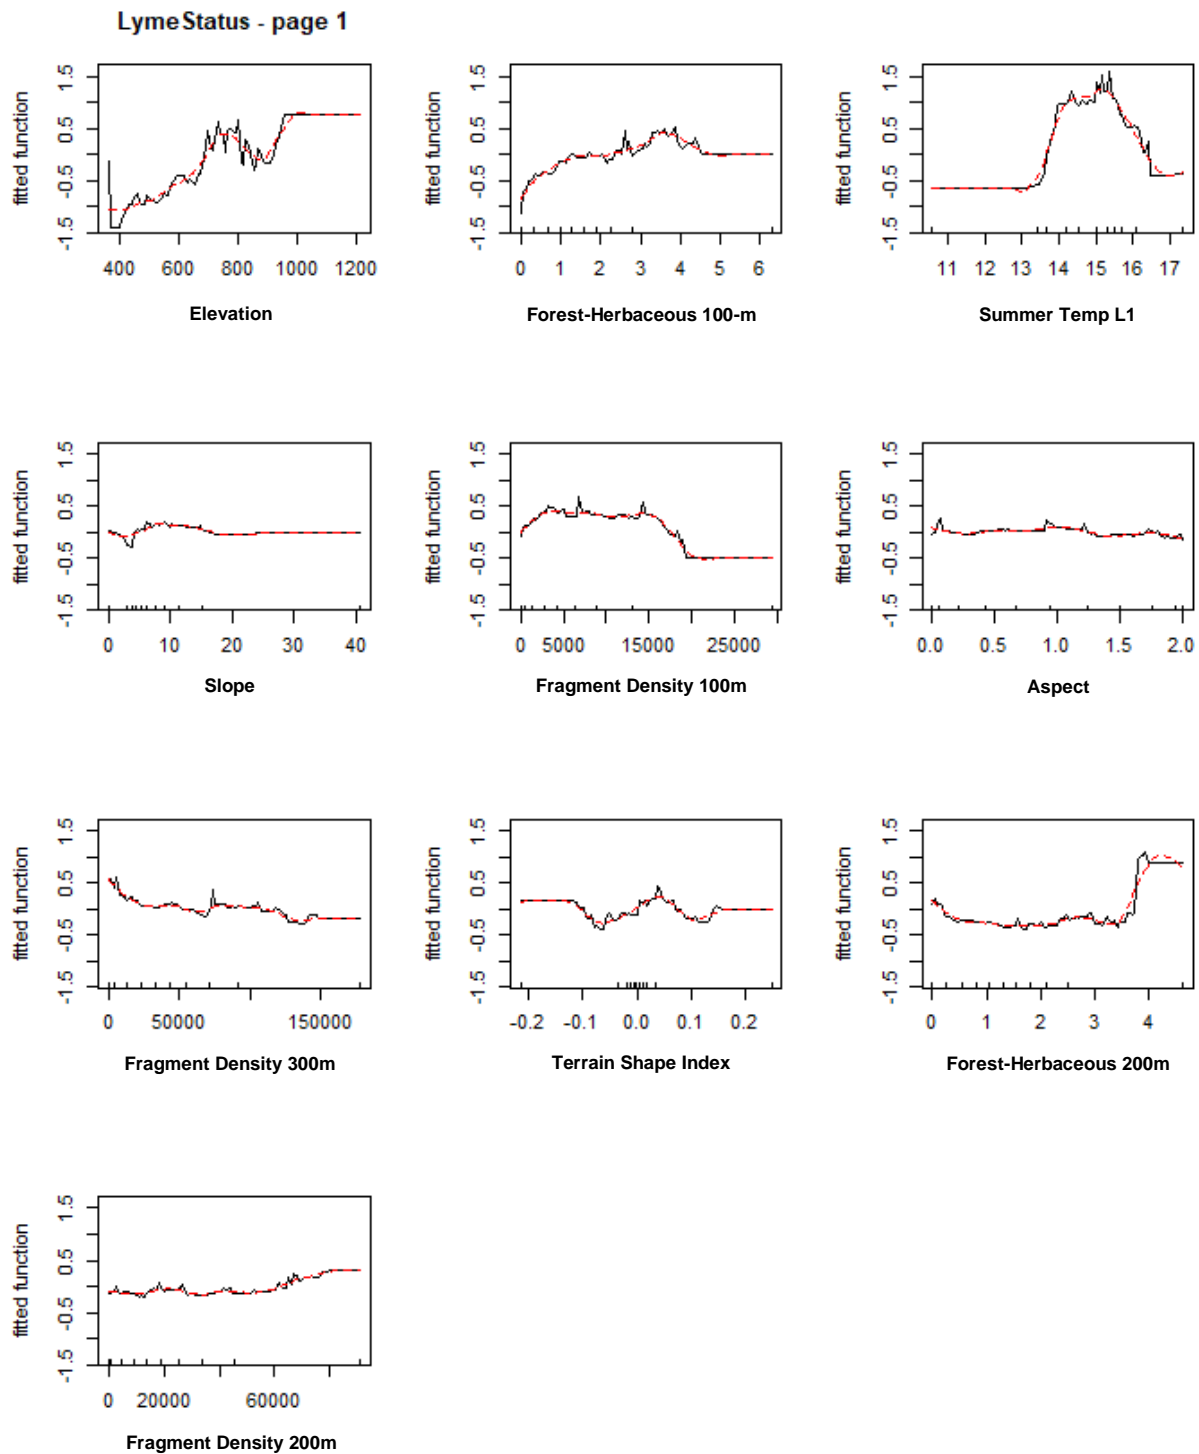 LymeStatus - page 1
fitted function
-1.5 -0.5 0.5 1.5
400 600 800 1000 1200
Elevation
fitted function
-1.5 -0.5 0.5 1.5
0 1 2 3 4 5 6
Forest-Herbaceous 100-m
fitted function
-1.5 -0.5 0.5 1.5
11 12 13 14 15 16 17
Summer Temp L1
fitted function
-1.5 -0.5 0.5 1.5
0 10 20 30 40
Slope
fitted function
-1.5 -0.5 0.5 1.5
0 5000 15000 25000
Fragment Density 100m
fitted function
-1.5 -0.5 0.5 1.5
0.0 0.5 1.0 1.5 2.0
Aspect
fitted function
-1.5 -0.5 0.5 1.5
0 50000 150000
Fragment Density 300m
fitted function
-1.5 -0.5 0.5 1.5
-0.2 -0.1 0.0 0.1 0.2
Terrain Shape Index
fitted function
-1.5 -0.5 0.5 1.5
0 1 2 3 4
Forest-Herbaceous 200m
fitted function
-1.5 -0.5 0.5 1.5
0 20000 60000
Fragment Density 200m